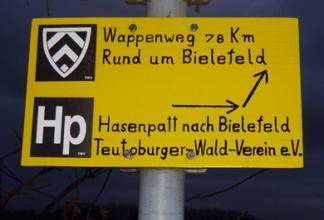 Wappenweg 78 Km
Rund um Bielefeld
Hp
Hasenpatt nach Bielefeld
Teutoburger-Wald-Verein e.V.